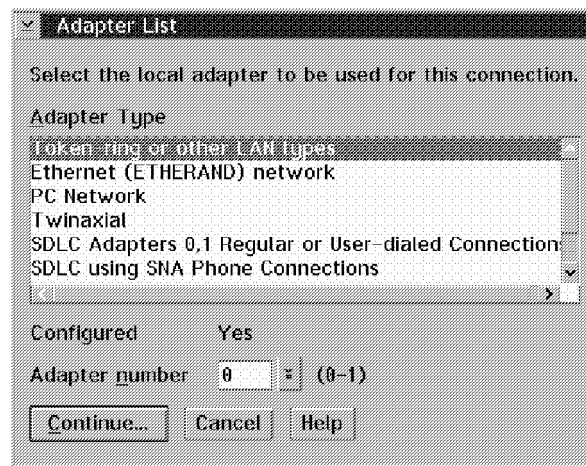 Adapter List
Select the local adapter to be used for this connection.
Adapter Type
Token-ring or other LAN types
Ethernet (ETHERAND) network
PC Network
Twinaxial
SDLC Adapters 0,1 Regular or User-dialed Connection
SDLC using SNA Phone Connections
Configured Yes
Adapter number 0 (0-1)
Continue... Cancel Help